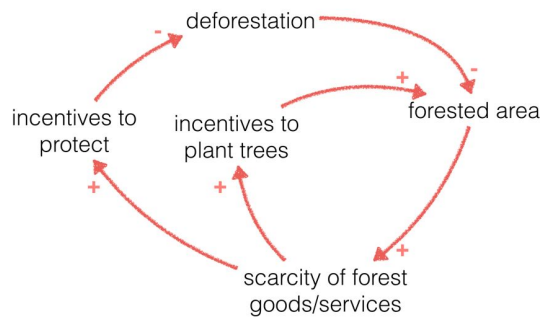 deforestation
-
-
+
forested area
incentives to
protect
incentives to
plant trees
+
+
+
scarcity of forest
goods/services